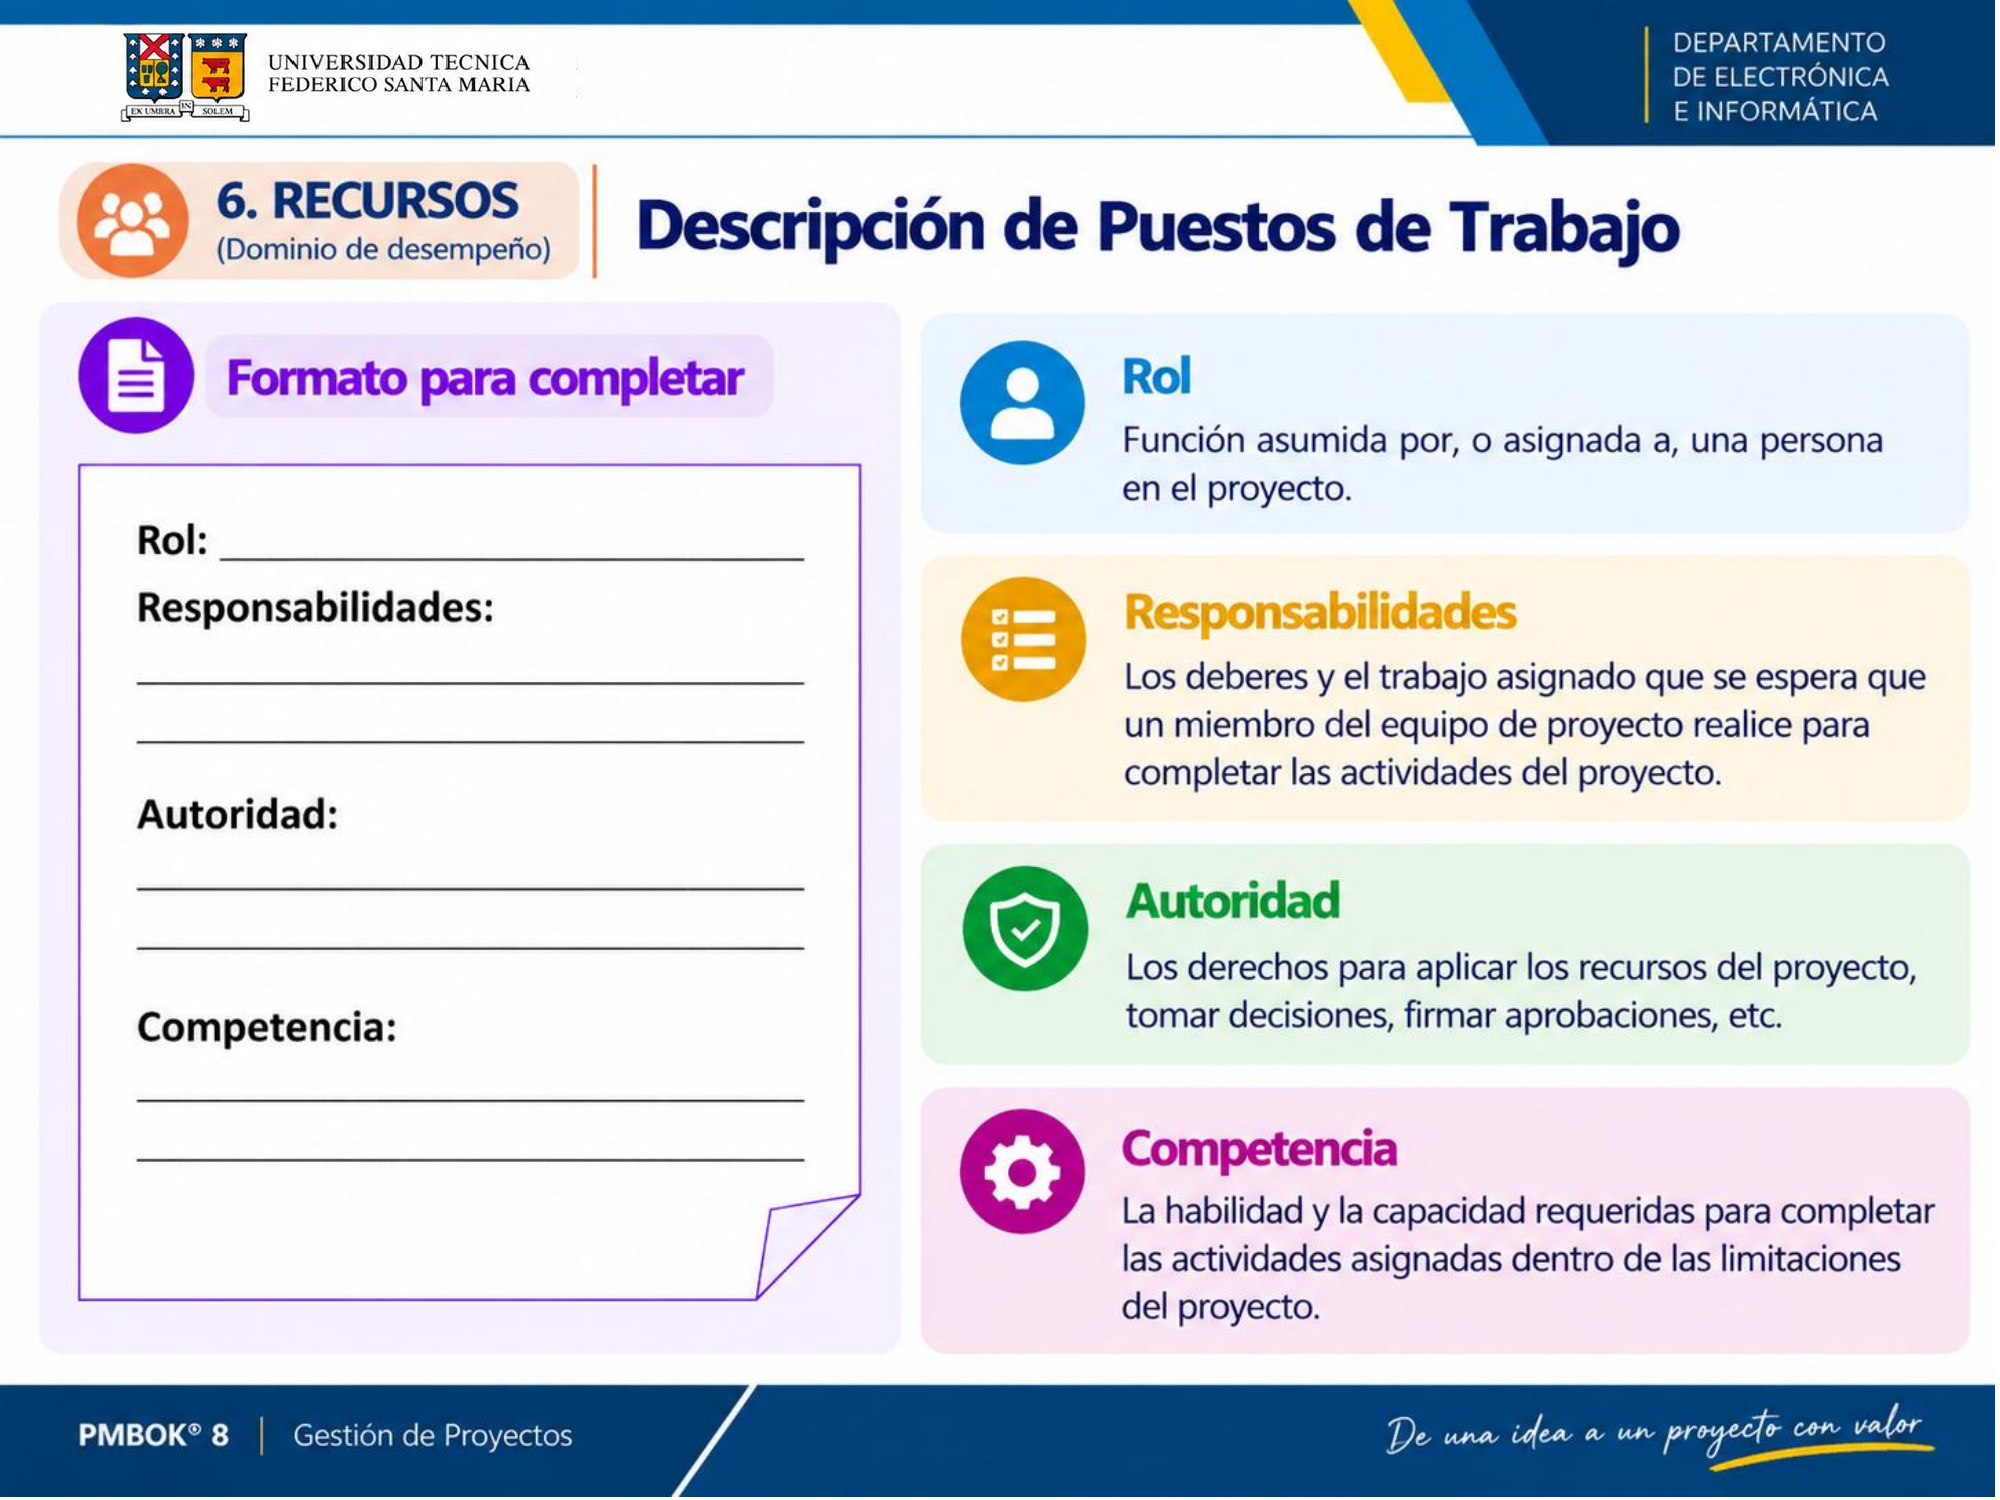 UNIVERSIDAD TECNICA
FEDERICO SANTA MARIA
EX UMBRA IN SOLEM
DEPARTAMENTO
DE ELECTRÓNICA
E INFORMÁTICA
6. RECURSOS
(Dominio de desempeño)
Descripción de Puestos de Trabajo
Formato para completar
Rol:
Responsabilidades:
Autoridad:
Competencia:
Rol
Función asumida por, o asignada a, una persona
en el proyecto.
Responsabilidades
Los deberes y el trabajo asignado que se espera que
un miembro del equipo de proyecto realice para
completar las actividades del proyecto.
Autoridad
Los derechos para aplicar los recursos del proyecto,
tomar decisiones, firmar aprobaciones, etc.
Competencia
La habilidad y la capacidad requeridas para completar
las actividades asignadas dentro de las limitaciones
del proyecto.
PMBOK® 8
Gestión de Proyectos
De una idea a un proyecto con valor